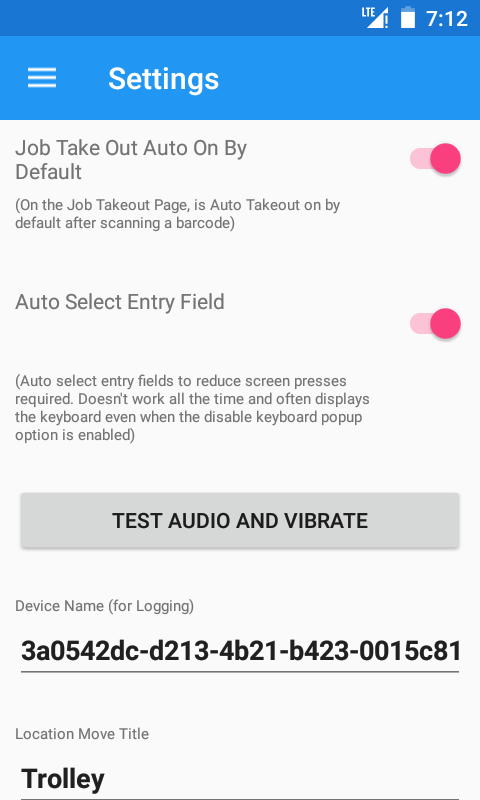 LTE 7:12
Settings
Job Take Out Auto On By
Default
(On the Job Takeout Page, is Auto Takeout on by
default after scanning a barcode)
Auto Select Entry Field
(Auto select entry fields to reduce screen presses
required. Doesn't work all the time and often displays
the keyboard even when the disable keyboard popup
option is enabled)
TEST AUDIO AND VIBRATE
Device Name (for Logging)
3a0542dc-d213-4b21-b423-0015c81
Location Move Title
Trolley